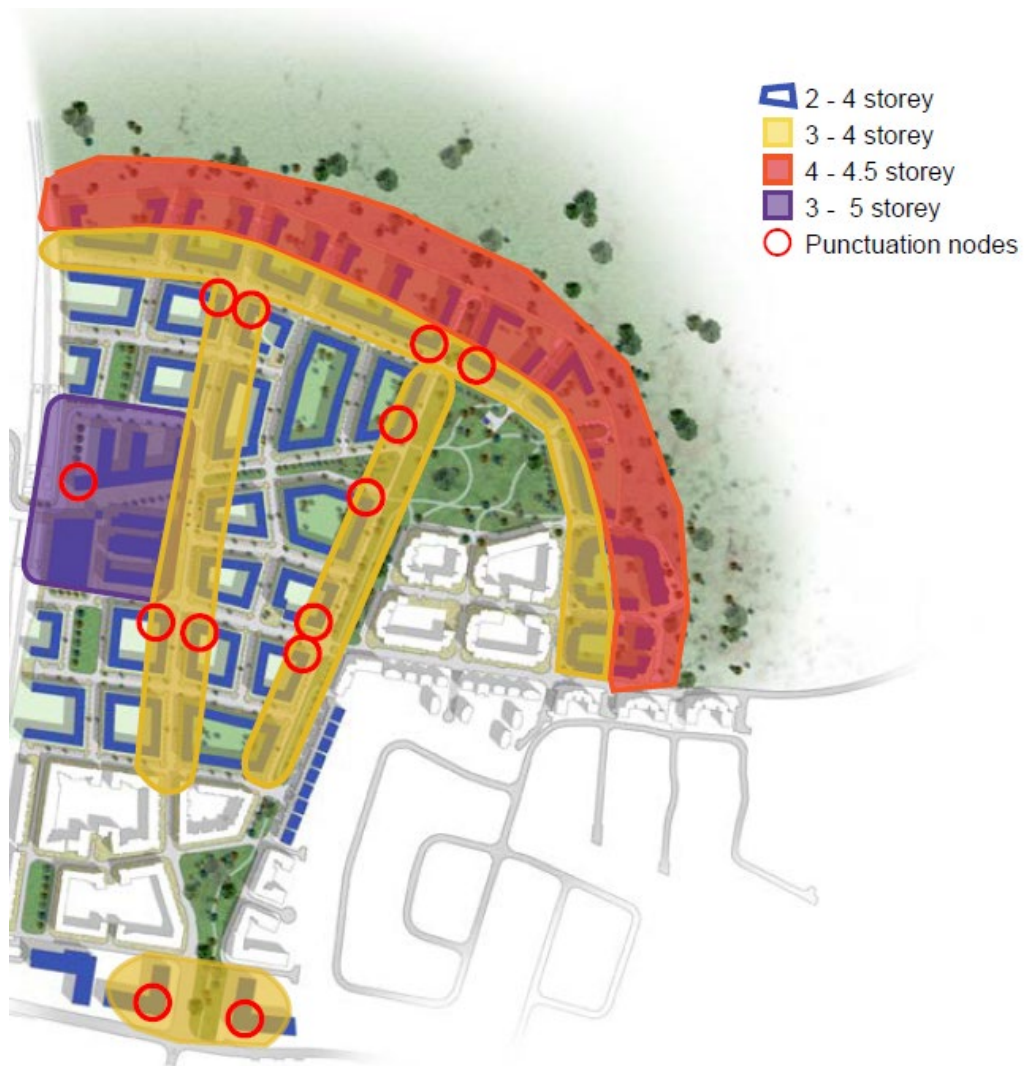 2 - 4 storey
3 - 4 storey
4 - 4.5 storey
3 - 5 storey
Punctuation nodes